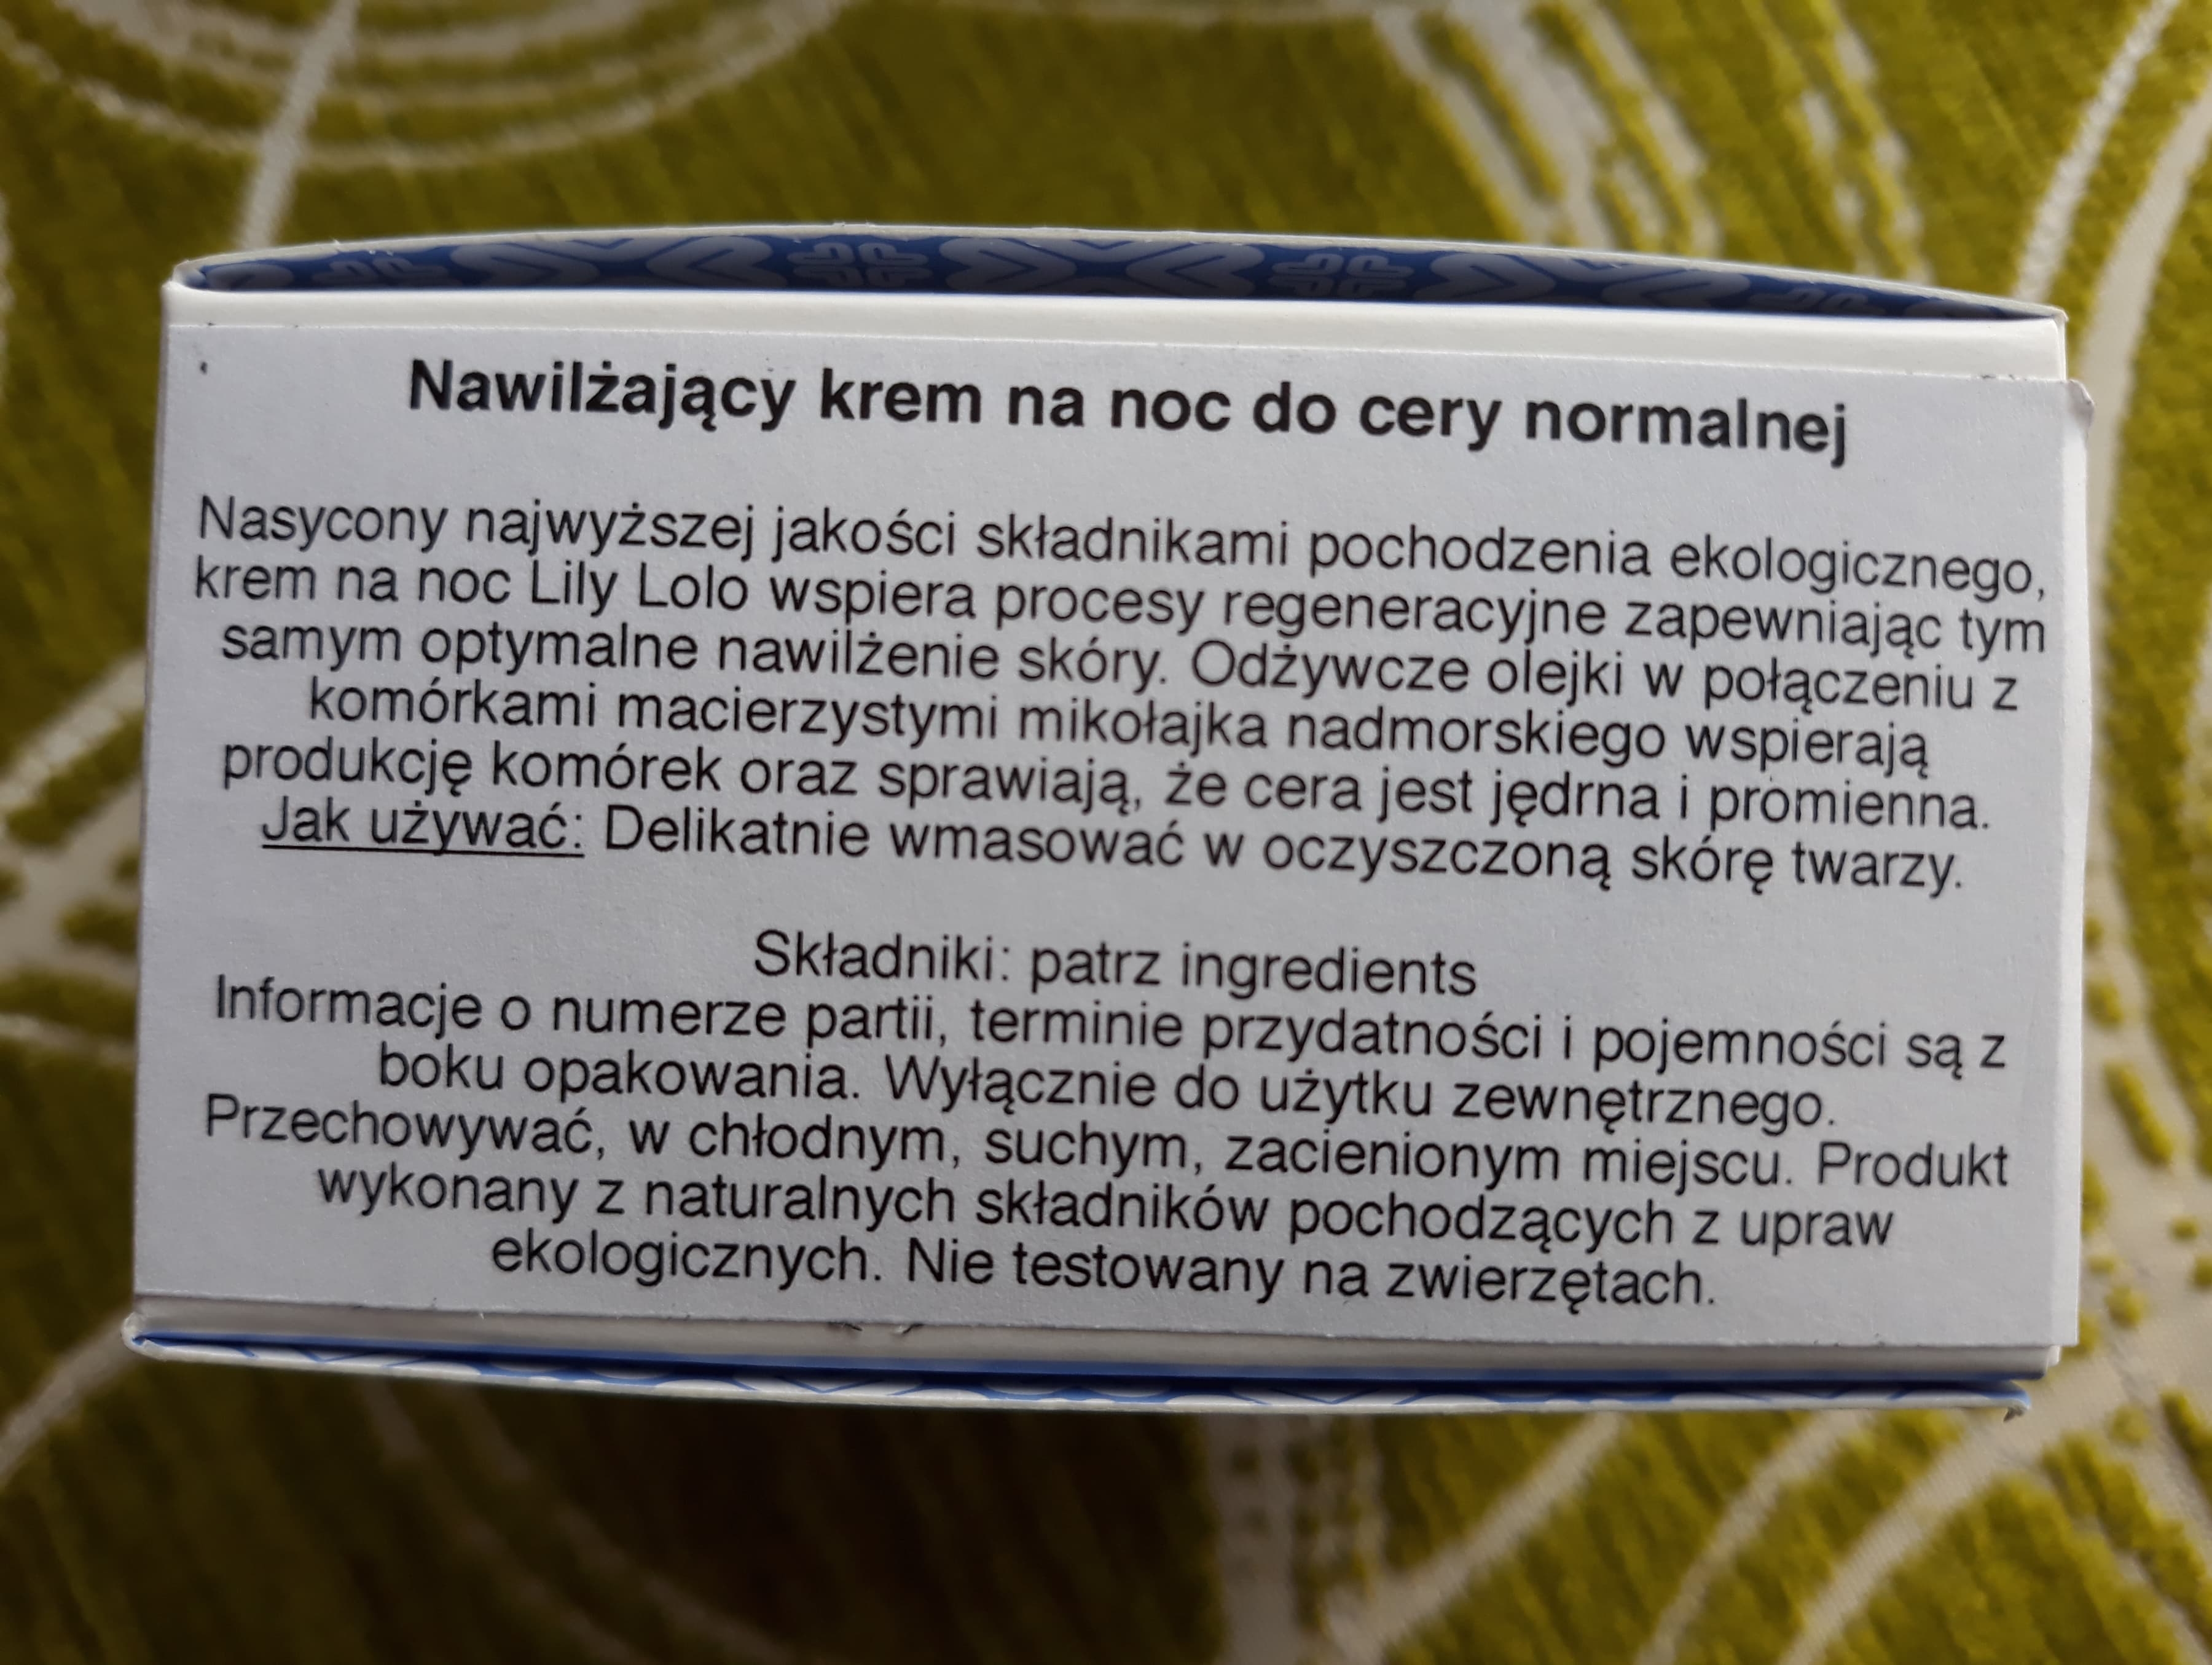 Nawilżający krem na noc do cery normalnej
Nasycony najwyższej jakości składnikami pochodzenia ekologicznego,
krem na noc Lily Lolo wspiera procesy regeneracyjne zapewniając tym
samym optymalne nawilżenie skóry. Odżywcze olejki w połączeniu z
komórkami macierzystymi mikołajka nadmorskiego wspierają
produkcję komórek oraz sprawiają, że cera jest jędrna i promienna.
Jak używać: Delikatnie wmasować w oczyszczoną skórę twarzy.
Składniki: patrz ingredients
Informacje o numerze partii, terminie przydatności i pojemności są z
boku opakowania. Wyłącznie do użytku zewnętrznego.
Przechowywać, w chłodnym, suchym, zacienionym miejscu. Produkt
wykonany z naturalnych składników pochodzących z upraw
ekologicznych. Nie testowany na zwierzętach.